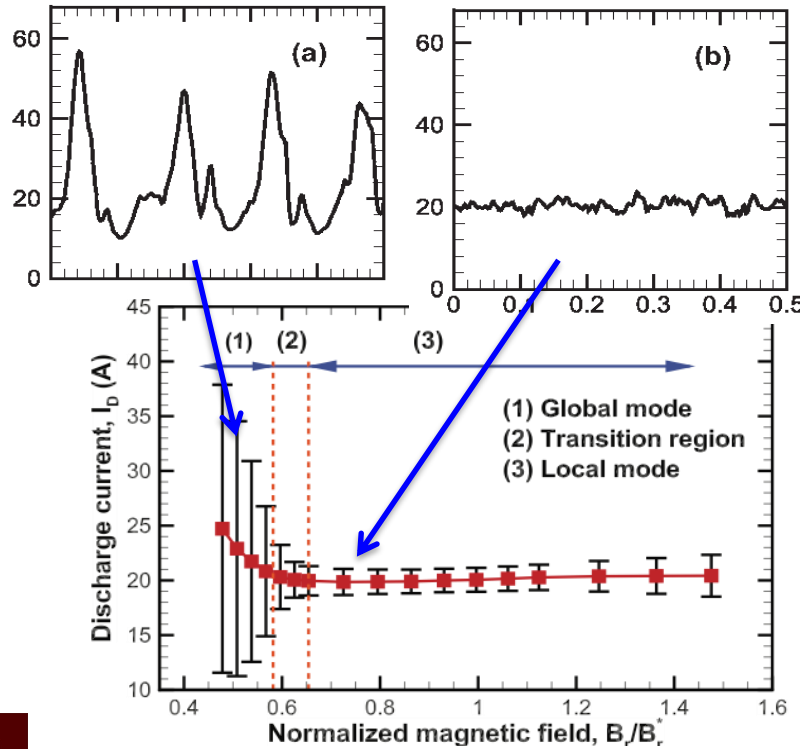 (a)
60
40
20
0
(b)
60
40
20
0
0 0.1 0.2 0.3 0.4 0.5
45
40
35
30
25
20
15
10
Discharge current, I_D (A)
(1) (2) (3)
(1) Global mode
(2) Transition region
(3) Local mode
0.4 0.6 0.8 1 1.2 1.4 1.6
Normalized magnetic field, B_r/B_r^*